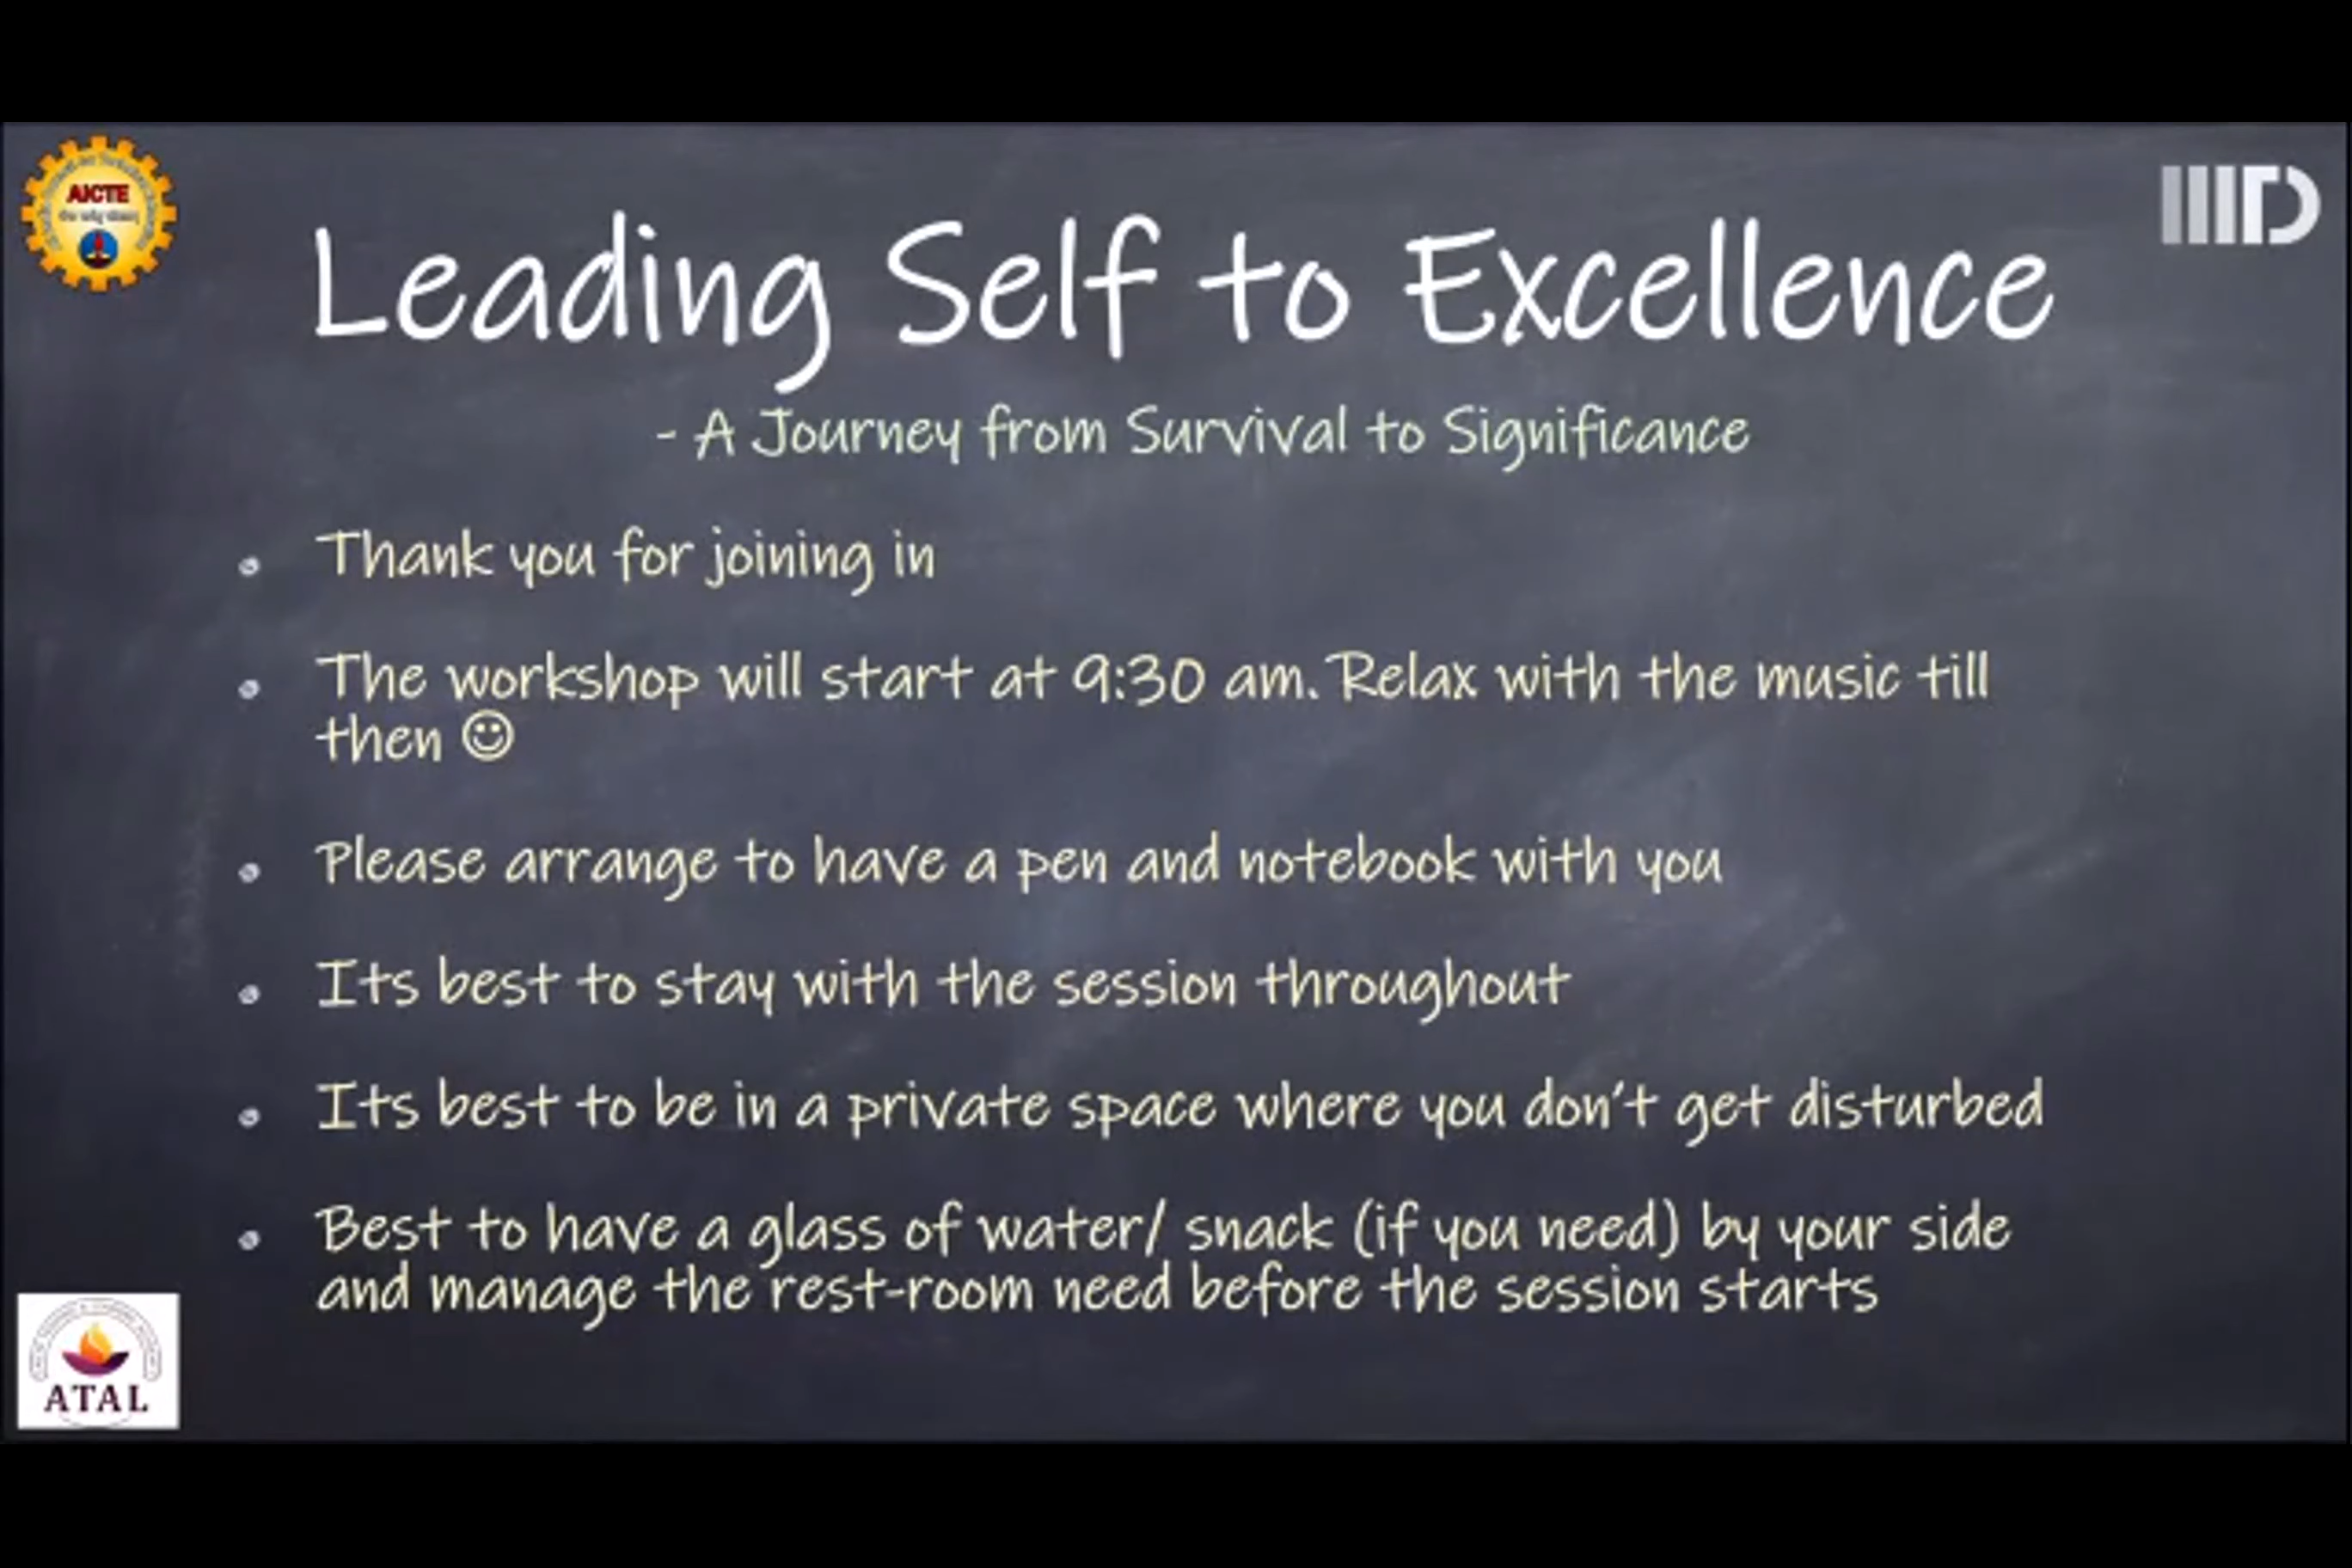 AICTE
Leading Self to Excellence
- A Journey from Survival to Significance
Thank you for joining in
The workshop will start at 9:30 am. Relax with the music till
then ☺
Please arrange to have a pen and notebook with you
Its best to stay with the session throughout
Its best to be in a private space where you don't get disturbed
Best to have a glass of water/ snack (if you need) by your side
and manage the rest-room need before the session starts
ATAL